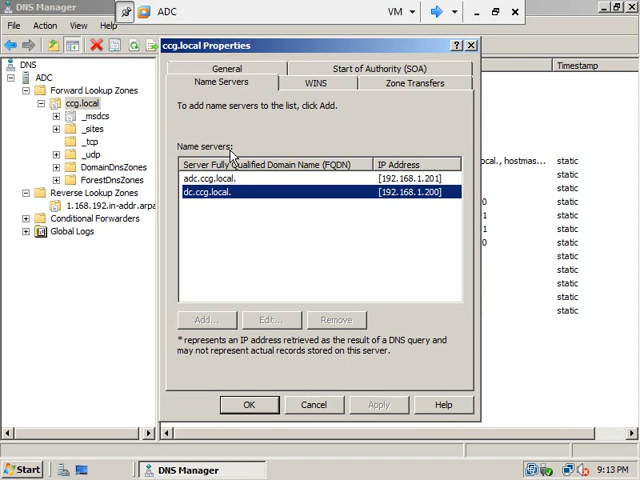 DNS Manager
ADC
VM
File Action View
ccg.local Properties
General
Start of Authority (SOA)
Name Servers
WINS
Zone Transfers
To add name servers to the list, click Add.
Name servers:
Server Fully Qualified Domain Name (FQDN) IP Address
adc.ccg.local. [192.168.1.201]
dc.ccg.local. [192.168.1.200]
Add... Edit... Remove
* represents an IP address retrieved as the result of a DNS query and
may not represent actual records stored on this server.
OK Cancel Apply Help
DNS
ADC
Forward Lookup Zones
ccg.local
_msdcs
_sites
_tcp
_udp
DomainDnsZones
ForestDnsZones
Reverse Lookup Zones
1.168.192.in-addr.arpa
Conditional Forwarders
Global Logs
Timestamp
local., hostmas... static
static
static
0 static
1 static
1 static
0 static
static
static
static
static
static
Start
DNS Manager
9:13 PM